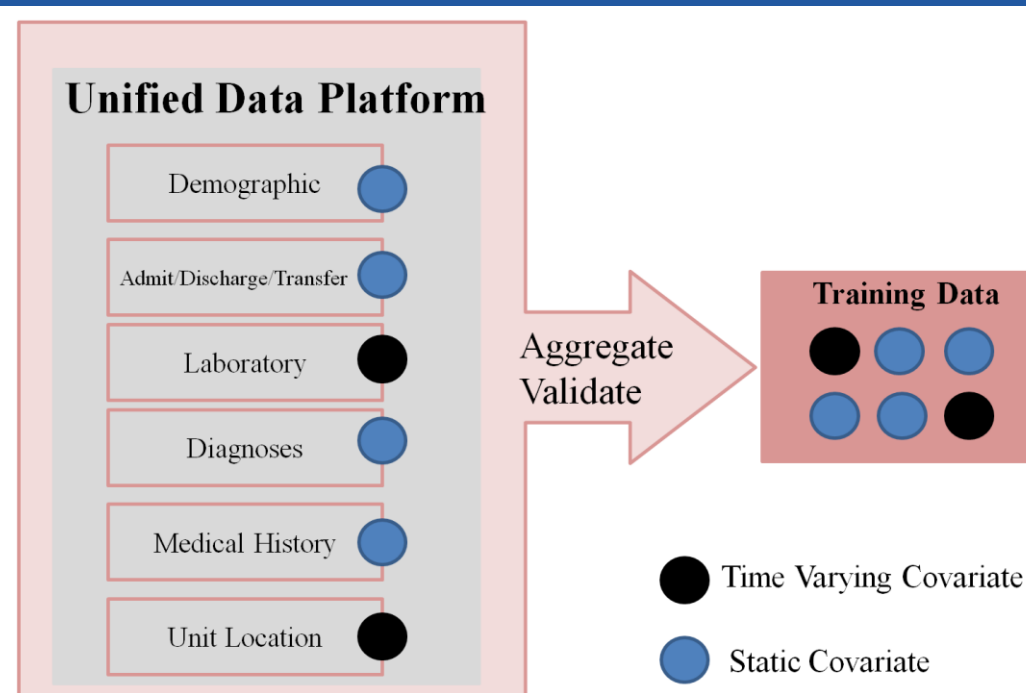 Unified Data Platform
Demographic
Admit/Discharge/Transfer
Laboratory
Diagnoses
Medical History
Unit Location
Aggregate
Validate
Training Data
Time Varying Covariate
Static Covariate